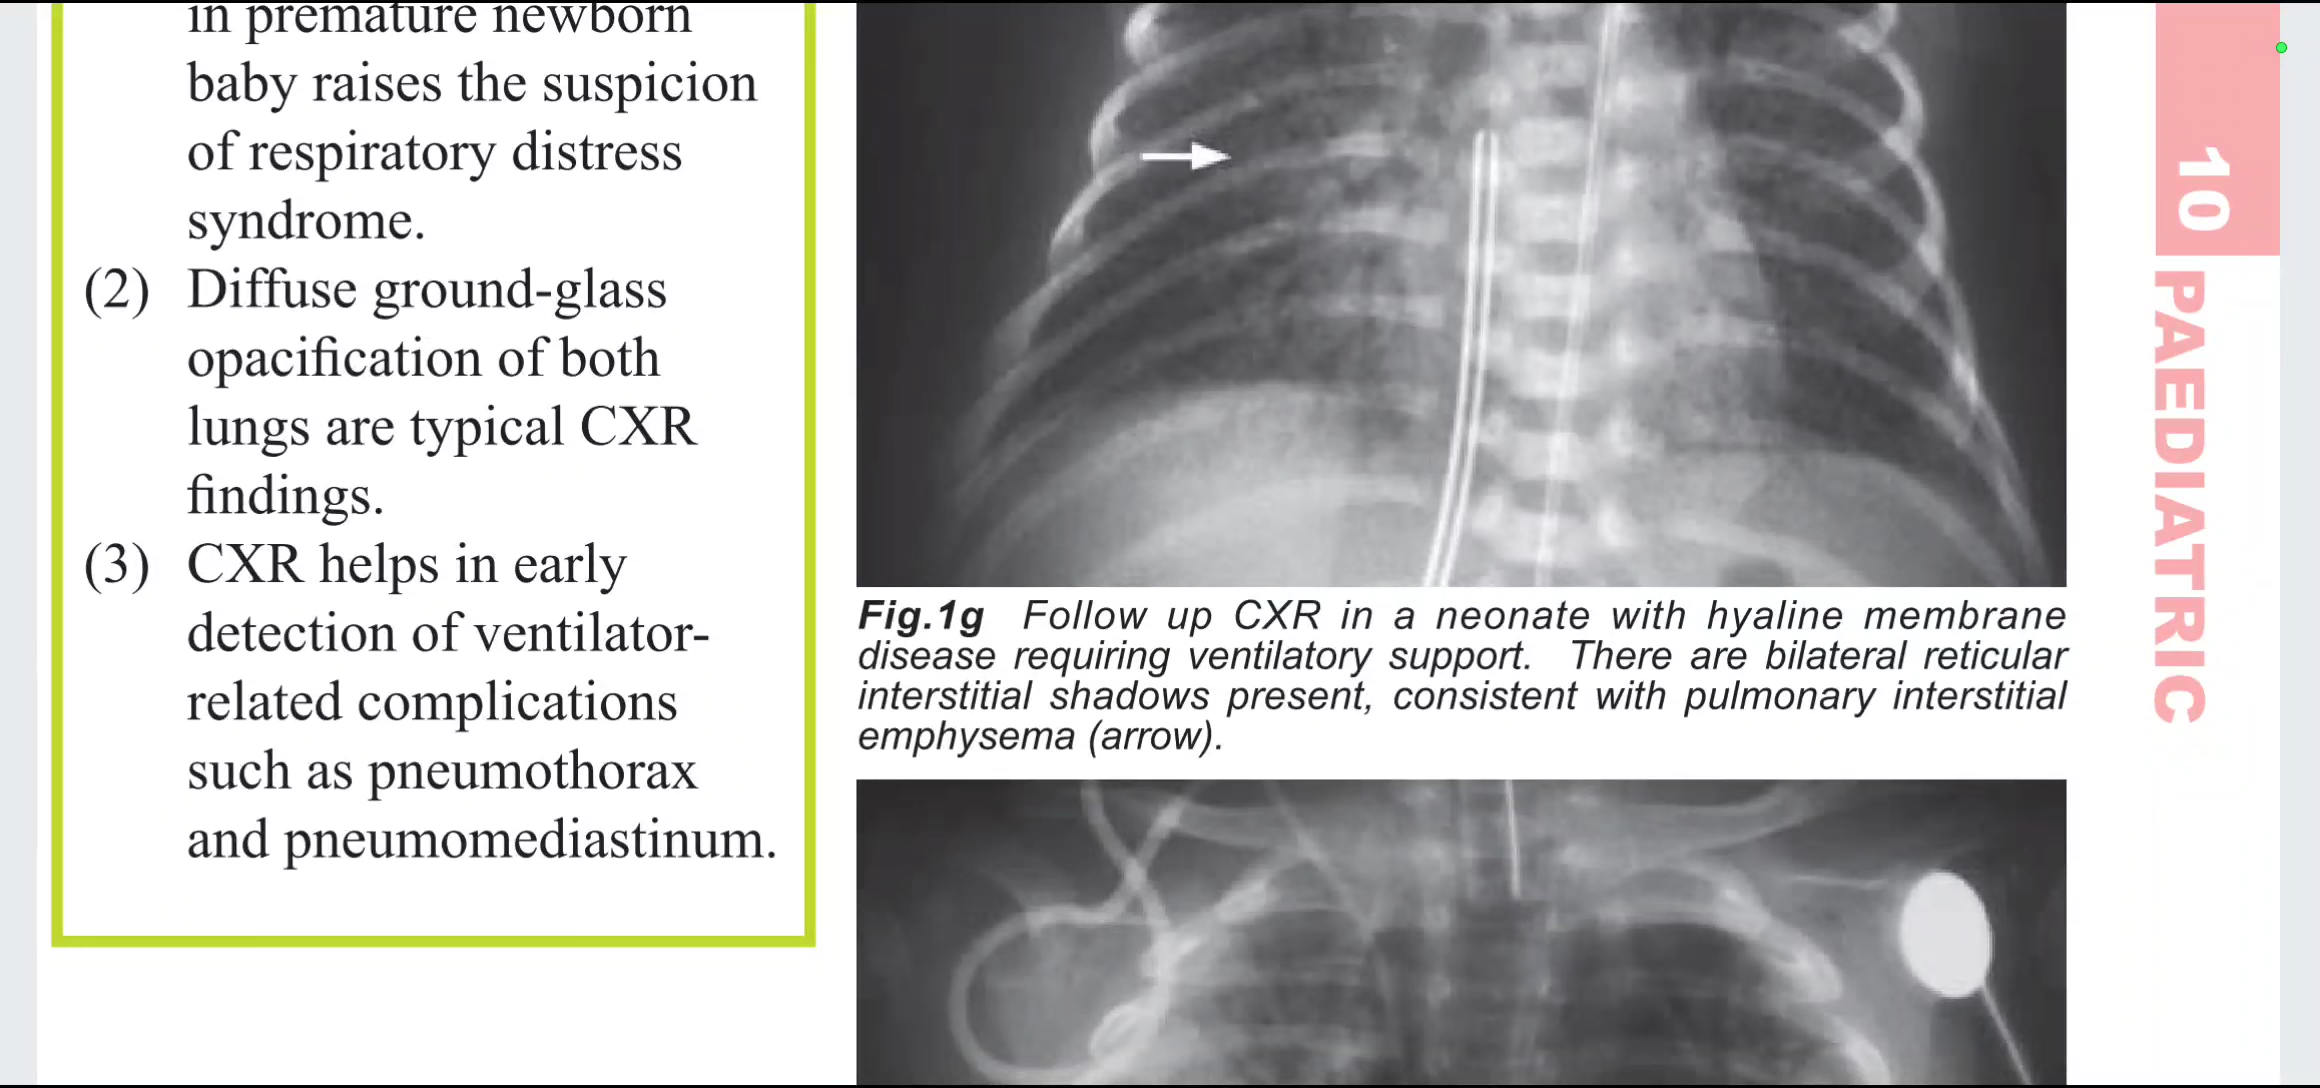 in premature newborn
baby raises the suspicion
of respiratory distress
syndrome.
(2) Diffuse ground-glass
opacification of both
lungs are typical CXR
findings.
(3) CXR helps in early
detection of ventilator-
related complications
such as pneumothorax
and pneumomediastinum.
Fig.1g Follow up CXR in a neonate with hyaline membrane
disease requiring ventilatory support. There are bilateral reticular
interstitial shadows present, consistent with pulmonary interstitial
emphysema (arrow).
10 PAEDIATRIC